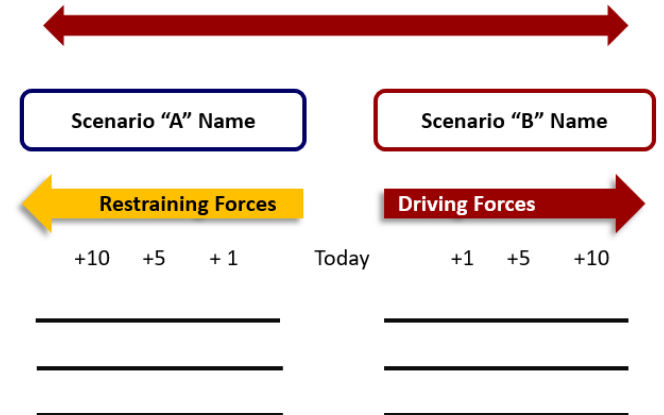 Scenario “A” Name Scenario “B” Name
Restraining Forces Driving Forces
+10 +5 + 1 Today +1 +5 +10